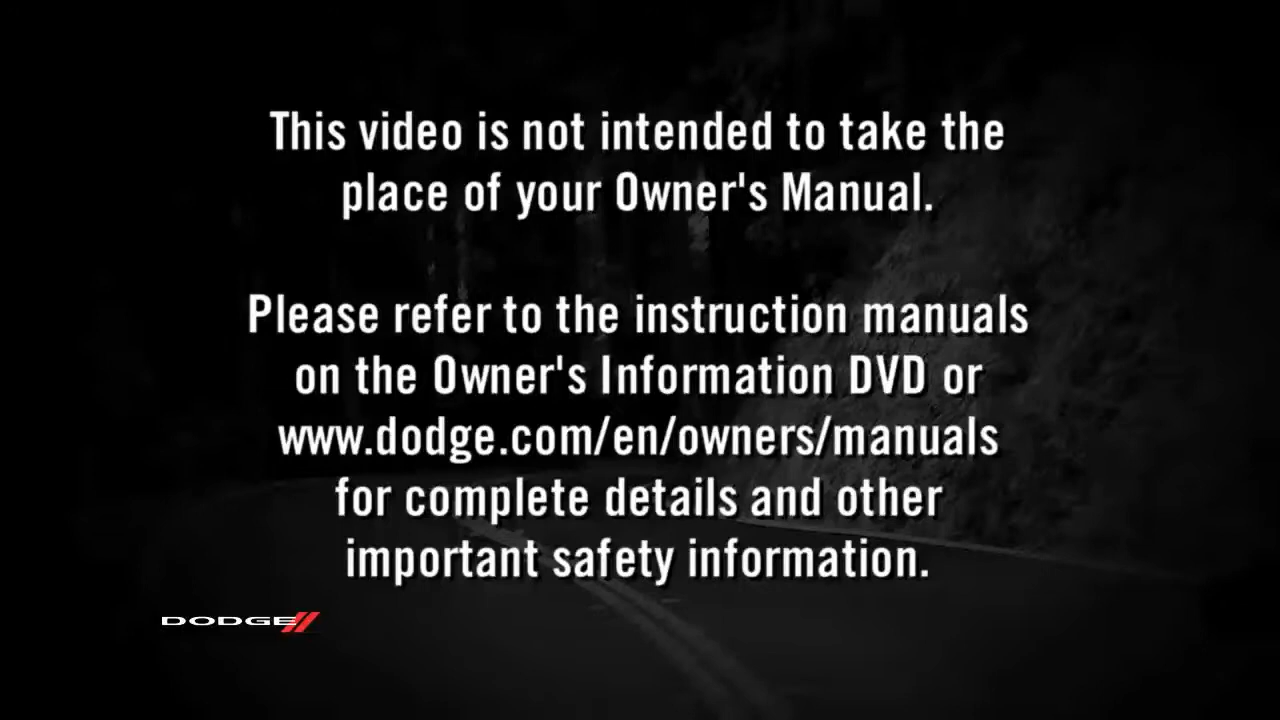 This video is not intended to take the
place of your Owner's Manual.
Please refer to the instruction manuals
on the Owner's Information DVD or
www.dodge.com/en/owners/manuals
for complete details and other
important safety information.
DODGE